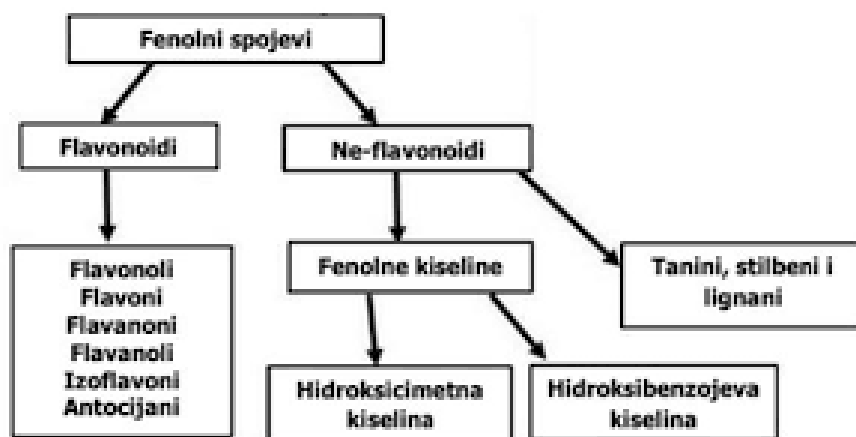 Fenolni spojevi
Flavonoidi
Ne-flavonoidi
Flavonoli
Flavoni
Flavanoni
Flavanoli
Izoflavoni
Antocijani
Fenolne kiseline
Tanini, stilbeni i
lignani
Hidroksicimetna
kiselina
Hidroksibenzojeva
kiselina